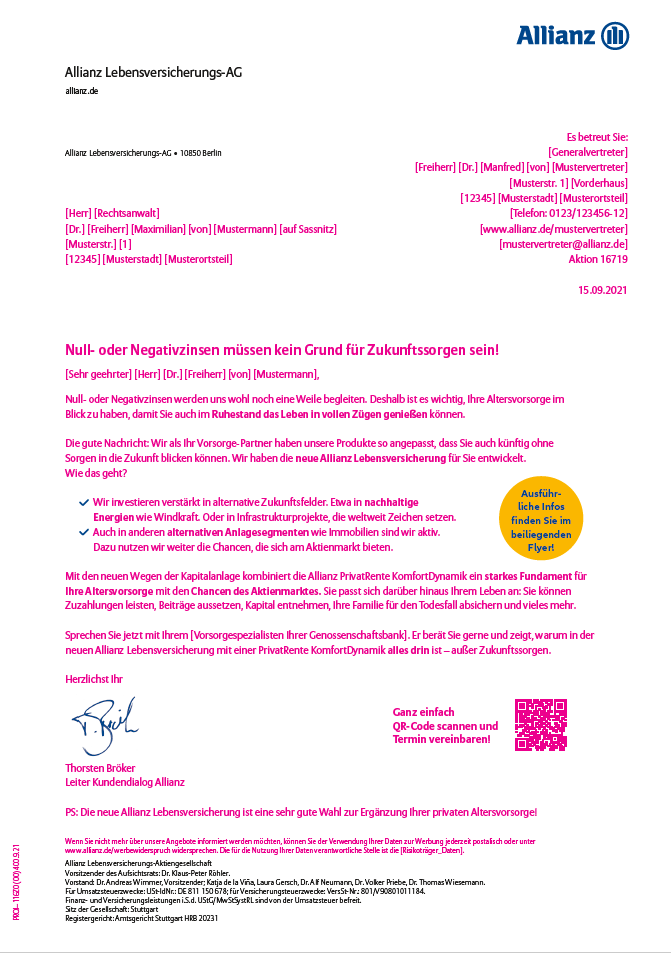 Allianz
Allianz Lebensversicherungs-AG
allianz.de
Es betreut Sie:
[Generalvertreter]
[Freiherr] [Dr.] [Manfred] [von] [Mustervertreter]
[Musterstr. 1] [Vorderhaus]
[12345] [Musterstadt] [Musterortsteil]
[Telefon: 0123/123456-12]
[www.allianz.de/mustervertreter]
[mustervertreter@allianz.de]
Aktion 16719
15.09.2021
Allianz Lebensversicherungs-AG • 10850 Berlin
[Herr] [Rechtsanwalt]
[Dr.] [Freiherr] [Maximilian] [von] [Mustermann] [auf Sassnitz]
[Musterstr.] [1]
[12345] [Musterstadt] [Musterortsteil]
Null- oder Negativzinsen müssen kein Grund für Zukunftssorgen sein!
[Sehr geehrter] [Herr] [Dr.] [Freiherr] [von] [Mustermann],
Null- oder Negativzinsen werden uns wohl noch eine Weile begleiten. Deshalb ist es wichtig, Ihre Altersvorsorge im
Blick zu haben, damit Sie auch im Ruhestand das Leben in vollen Zügen genießen können.
Die gute Nachricht: Wir als Ihr Vorsorge-Partner haben unsere Produkte so angepasst, dass Sie auch künftig ohne
Sorgen in die Zukunft blicken können. Wir haben die neue Allianz Lebensversicherung für Sie entwickelt.
Wie das geht?
Wir investieren verstärkt in alternative Zukunftsfelder. Etwa in nachhaltige
Energien wie Windkraft. Oder in Infrastrukturprojekte, die weltweit Zeichen setzen.
Auch in anderen alternativen Anlagesegmenten wie Immobilien sind wir aktiv.
Dazu nutzen wir weiter die Chancen, die sich am Aktienmarkt bieten.
Ausführ-
liche Infos
finden Sie im
beiliegenden
Flyer!
Mit den neuen Wegen der Kapitalanlage kombiniert die Allianz PrivatRente KomfortDynamik ein starkes Fundament für
Ihre Altersvorsorge mit den Chancen des Aktienmarktes. Sie passt sich darüber hinaus Ihrem Leben an: Sie können
Zuzahlungen leisten, Beiträge aussetzen, Kapital entnehmen, Ihre Familie für den Todesfall absichern und vieles mehr.
Sprechen Sie jetzt mit Ihrem [Vorsorgespezialisten Ihrer Genossenschaftsbank]. Er berät Sie gerne und zeigt, warum in der
neuen Allianz Lebensversicherung mit einer PrivatRente KomfortDynamik alles drin ist – außer Zukunftssorgen.
Herzlichst Ihr
Ganz einfach
QR-Code scannen und
Termin vereinbaren!
Thorsten Bröker
Leiter Kundendialog Allianz
PS: Die neue Allianz Lebensversicherung ist eine sehr gute Wahl zur Ergänzung Ihrer privaten Altersvorsorge!
Wenn Sie nicht mehr über unsere Angebote informiert werden möchten, können Sie der Verwendung Ihrer Daten zur Werbung jederzeit postalisch oder unter
www.allianz.de/werbewiderspruch widersprechen. Die für die Nutzung Ihrer Daten verantwortliche Stelle ist die [Risikoträger_Daten].
Allianz Lebensversicherungs-Aktiengesellschaft
Vorsitzender des Aufsichtsrats: Dr. Klaus-Peter Röhler.
Vorstand: Dr. Andreas Wimmer, Vorsitzender; Katja de la Viña, Laura Gersch, Dr. Alf Neumann, Dr. Volker Priebe, Dr. Thomas Wiesemann.
Für Umsatzsteuerzwecke: USt-IdNr.: DE 811 150 678; für Versicherungsteuerzwecke: VersSt-Nr.: 801/V90801011184.
Finanz- und Versicherungsleistungen i.S.d. UStG/MwStSystRL sind von der Umsatzsteuer befreit.
Sitz der Gesellschaft: Stuttgart
Registergericht: Amtsgericht Stuttgart HRB 20231